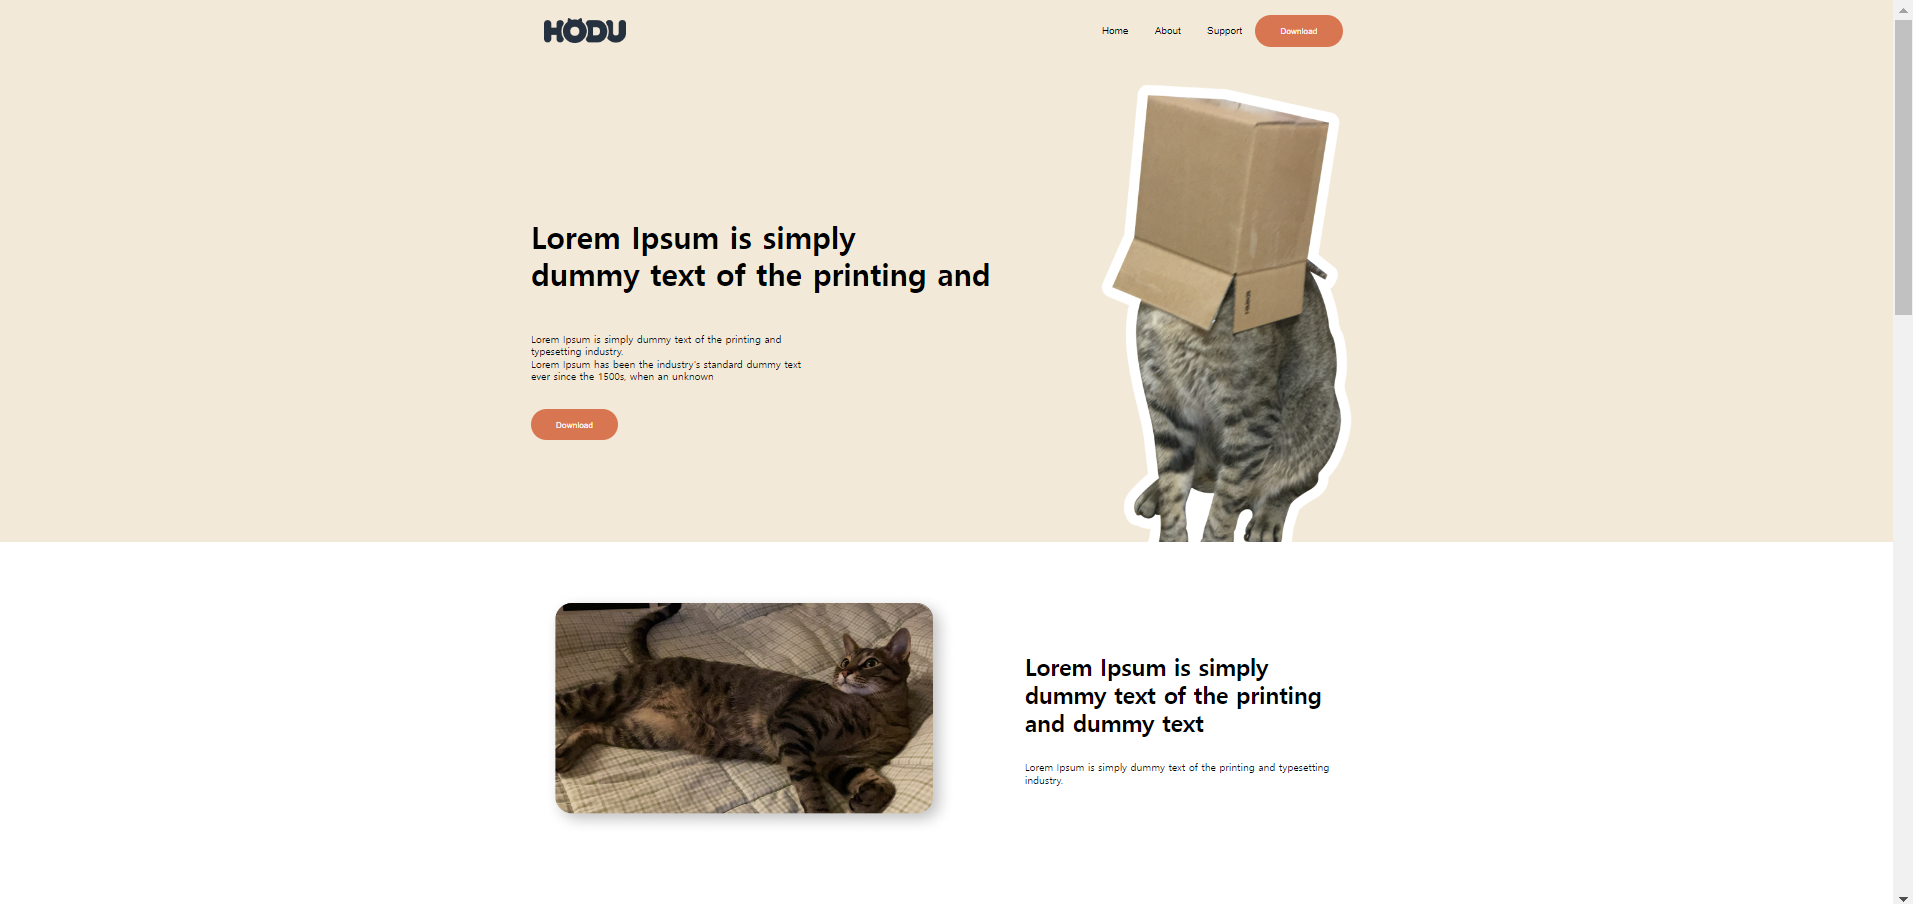 HODU
Home
About
Support
Download
Lorem Ipsum is simply
dummy text of the printing and
Lorem Ipsum is simply dummy text of the printing and
typesetting industry.
Lorem Ipsum has been the industry's standard dummy text
ever since the 1500s, when an unknown
Download
Lorem Ipsum is simply
dummy text of the printing
and dummy text
Lorem Ipsum is simply dummy text of the printing and typesetting
industry.